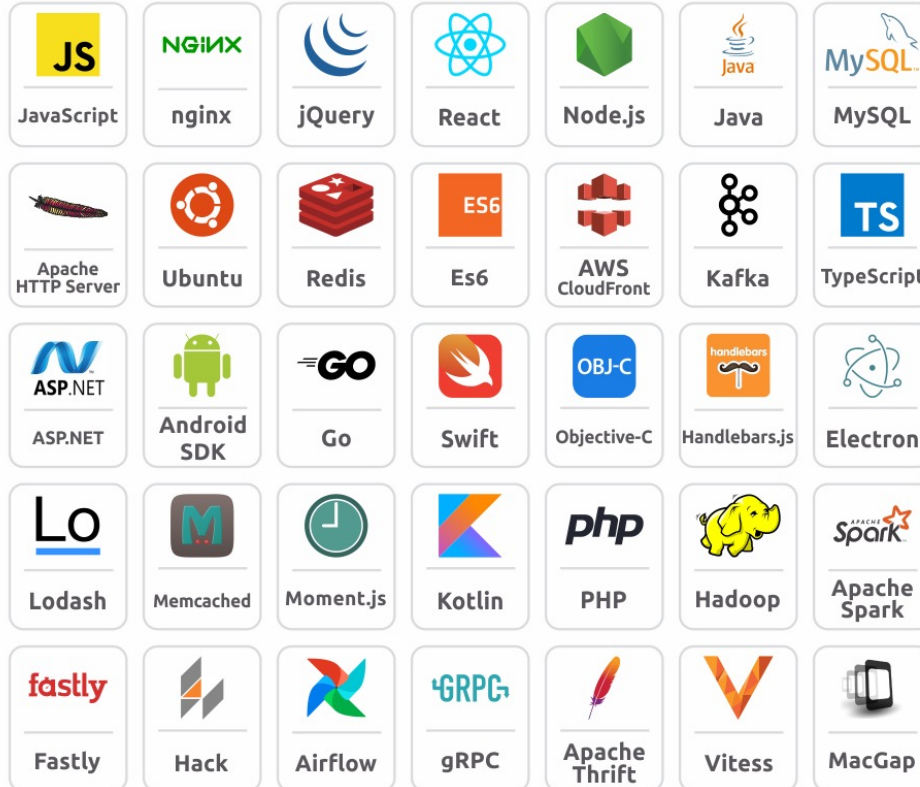 JS
NGINX
Java
MySQL
JavaScript
nginx
jQuery
React
Node.js
Java
MySQL
ES6
TS
Apache
HTTP Server
Ubuntu
Redis
Es6
AWS
CloudFront
Kafka
TypeScript
ASP.NET
GO
OBJ-C
handlebars
ASP.NET
Android
SDK
Go
Swift
Objective-C
Handlebars.js
Electron
Lo
M
php
APACHE
Spark
Lodash
Memcached
Moment.js
Kotlin
PHP
Hadoop
Apache
Spark
fastly
GRPC
Fastly
Hack
Airflow
gRPC
Apache
Thrift
Vitess
MacGap